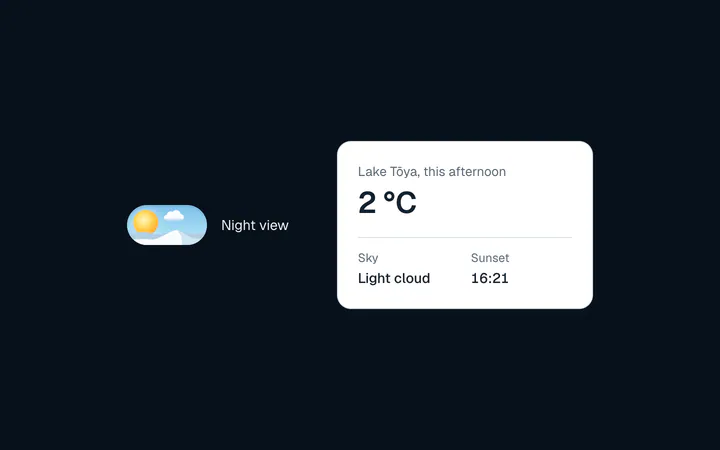 Night view
Lake Tōya, this afternoon
2 °C
Sky
Light cloud
Sunset
16:21